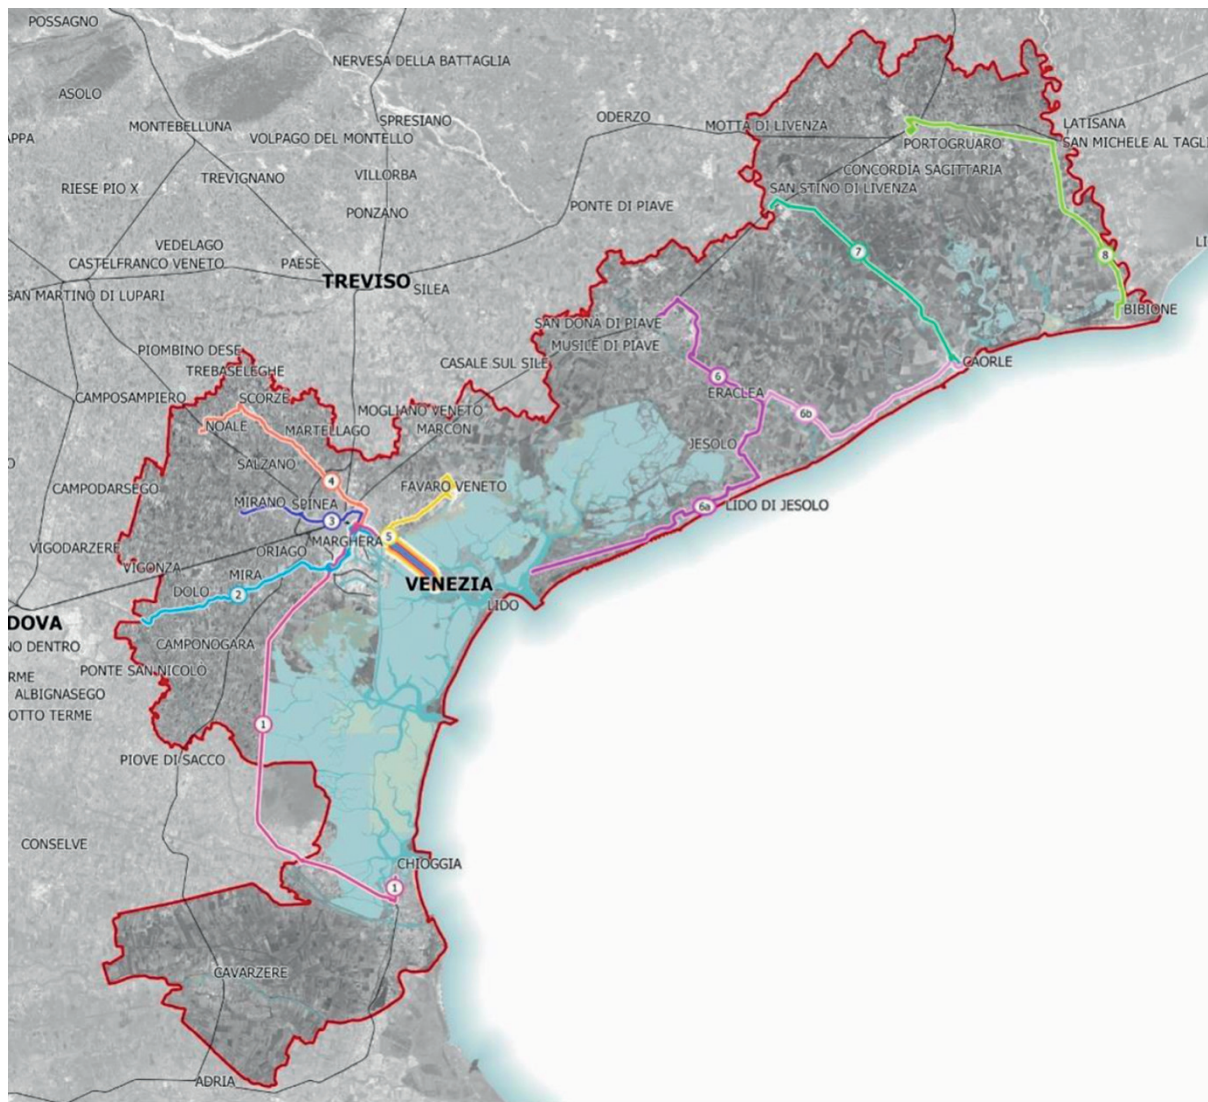 POSSAGNO
NERVESA DELLA BATTAGLIA
ASOLO
SPRESIANO
ODERZO
MONTEBELLUNA
MOTTA DI LIVENZA
LATISANA
VOLPAGO DEL MONTELLO
APPA
PORTOGRUARO
SAN MICHELE AL TAGLI
CONCORDIA SAGITTARIA
TREVIGNANO
VILLORBA
RIESE PIO X
SAN STINO DI LIVENZA
PONTE DI PIAVE
PONZANO
VEDELAGO
LI
7
8
CASTELFRANCO VENETO
PAESE
TREVISO
SILEA
SAN MARTINO DI LUPARI
BIBIONE
SAN DONA DI PIAVE
MUSILE DI PIAVE
PIOMBINO DESE
CASALE SUL SILE
CAORLE
TREBASELEGHE
6
ERACLEA
CAMPOSAMPIERO
SCORZE
MOGLIANO VENETO
6b
NOALE
MARTELLAGO
MARCON
JESOLO
O
SALZANO
4
CAMPODARSEGO
FAVARO VENETO
MIRANO
SPINEA
6a
LIDO DI JESOLO
3
5
MARGHERA
VIGODARZERE
ORIAGO
VIGONZA
MIRA
VENEZIA
DOLO
2
LIDO
DOVA
NO DENTRO
CAMPONOGARA
PONTE SAN NICOLÒ
RME
ALBIGNASEGO
OTTO TERME
1
PIOVE DI SACCO
CONSELVE
CHIOGGIA
1
CAVARZERE
ADRIA